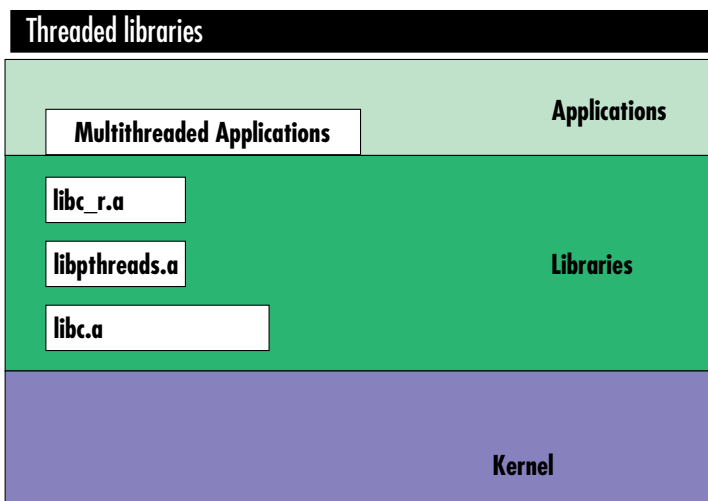 Threaded libraries
Applications
Multithreaded Applications
libc_r.a
libpthreads.a
Libraries
libc.a
Kernel